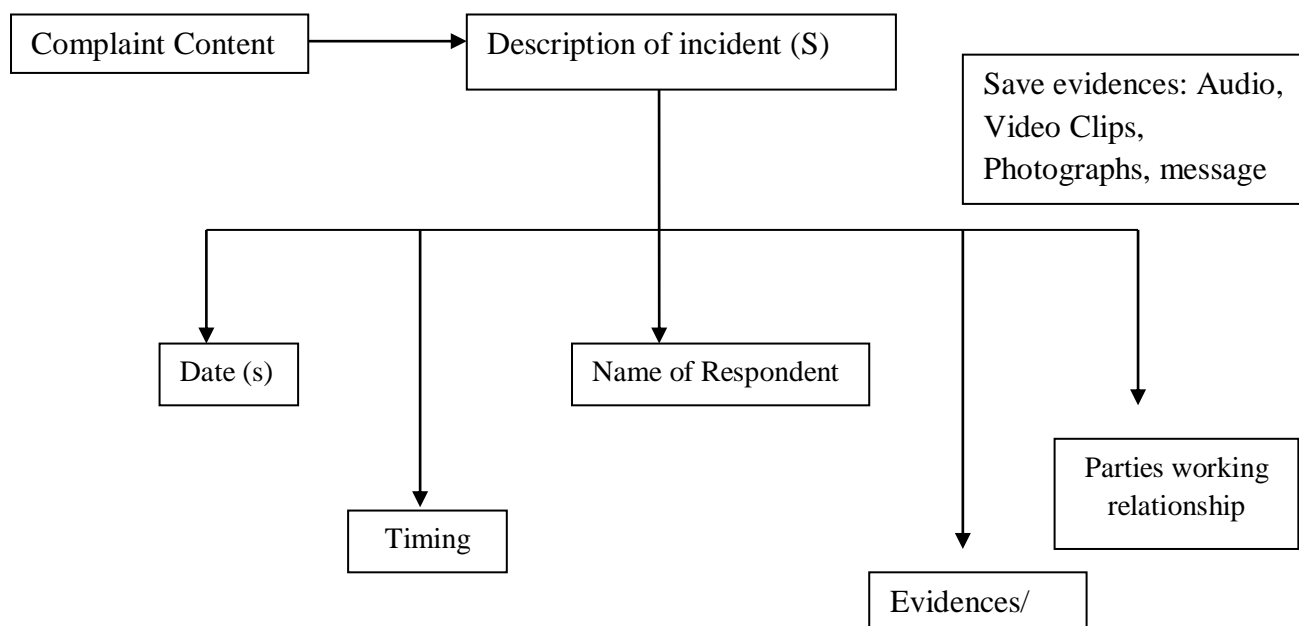 Complaint Content
Description of incident (S)
Save evidences: Audio,
Video Clips,
Photographs, message
Date (s)
Name of Respondent
Parties working
relationship
Timing
Evidences/